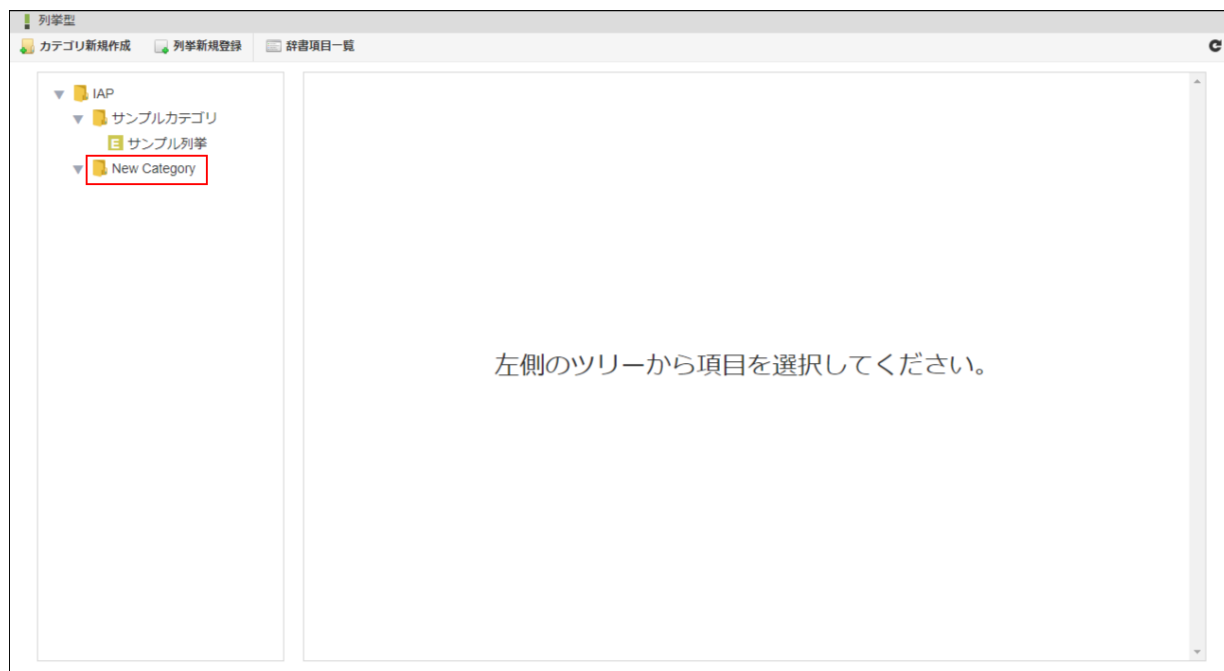 列挙型
カテゴリ新規作成 列挙新規登録 辞書項目一覧
IAP
サンプルカテゴリ
E サンプル列挙
New Category
左側のツリーから項目を選択してください。